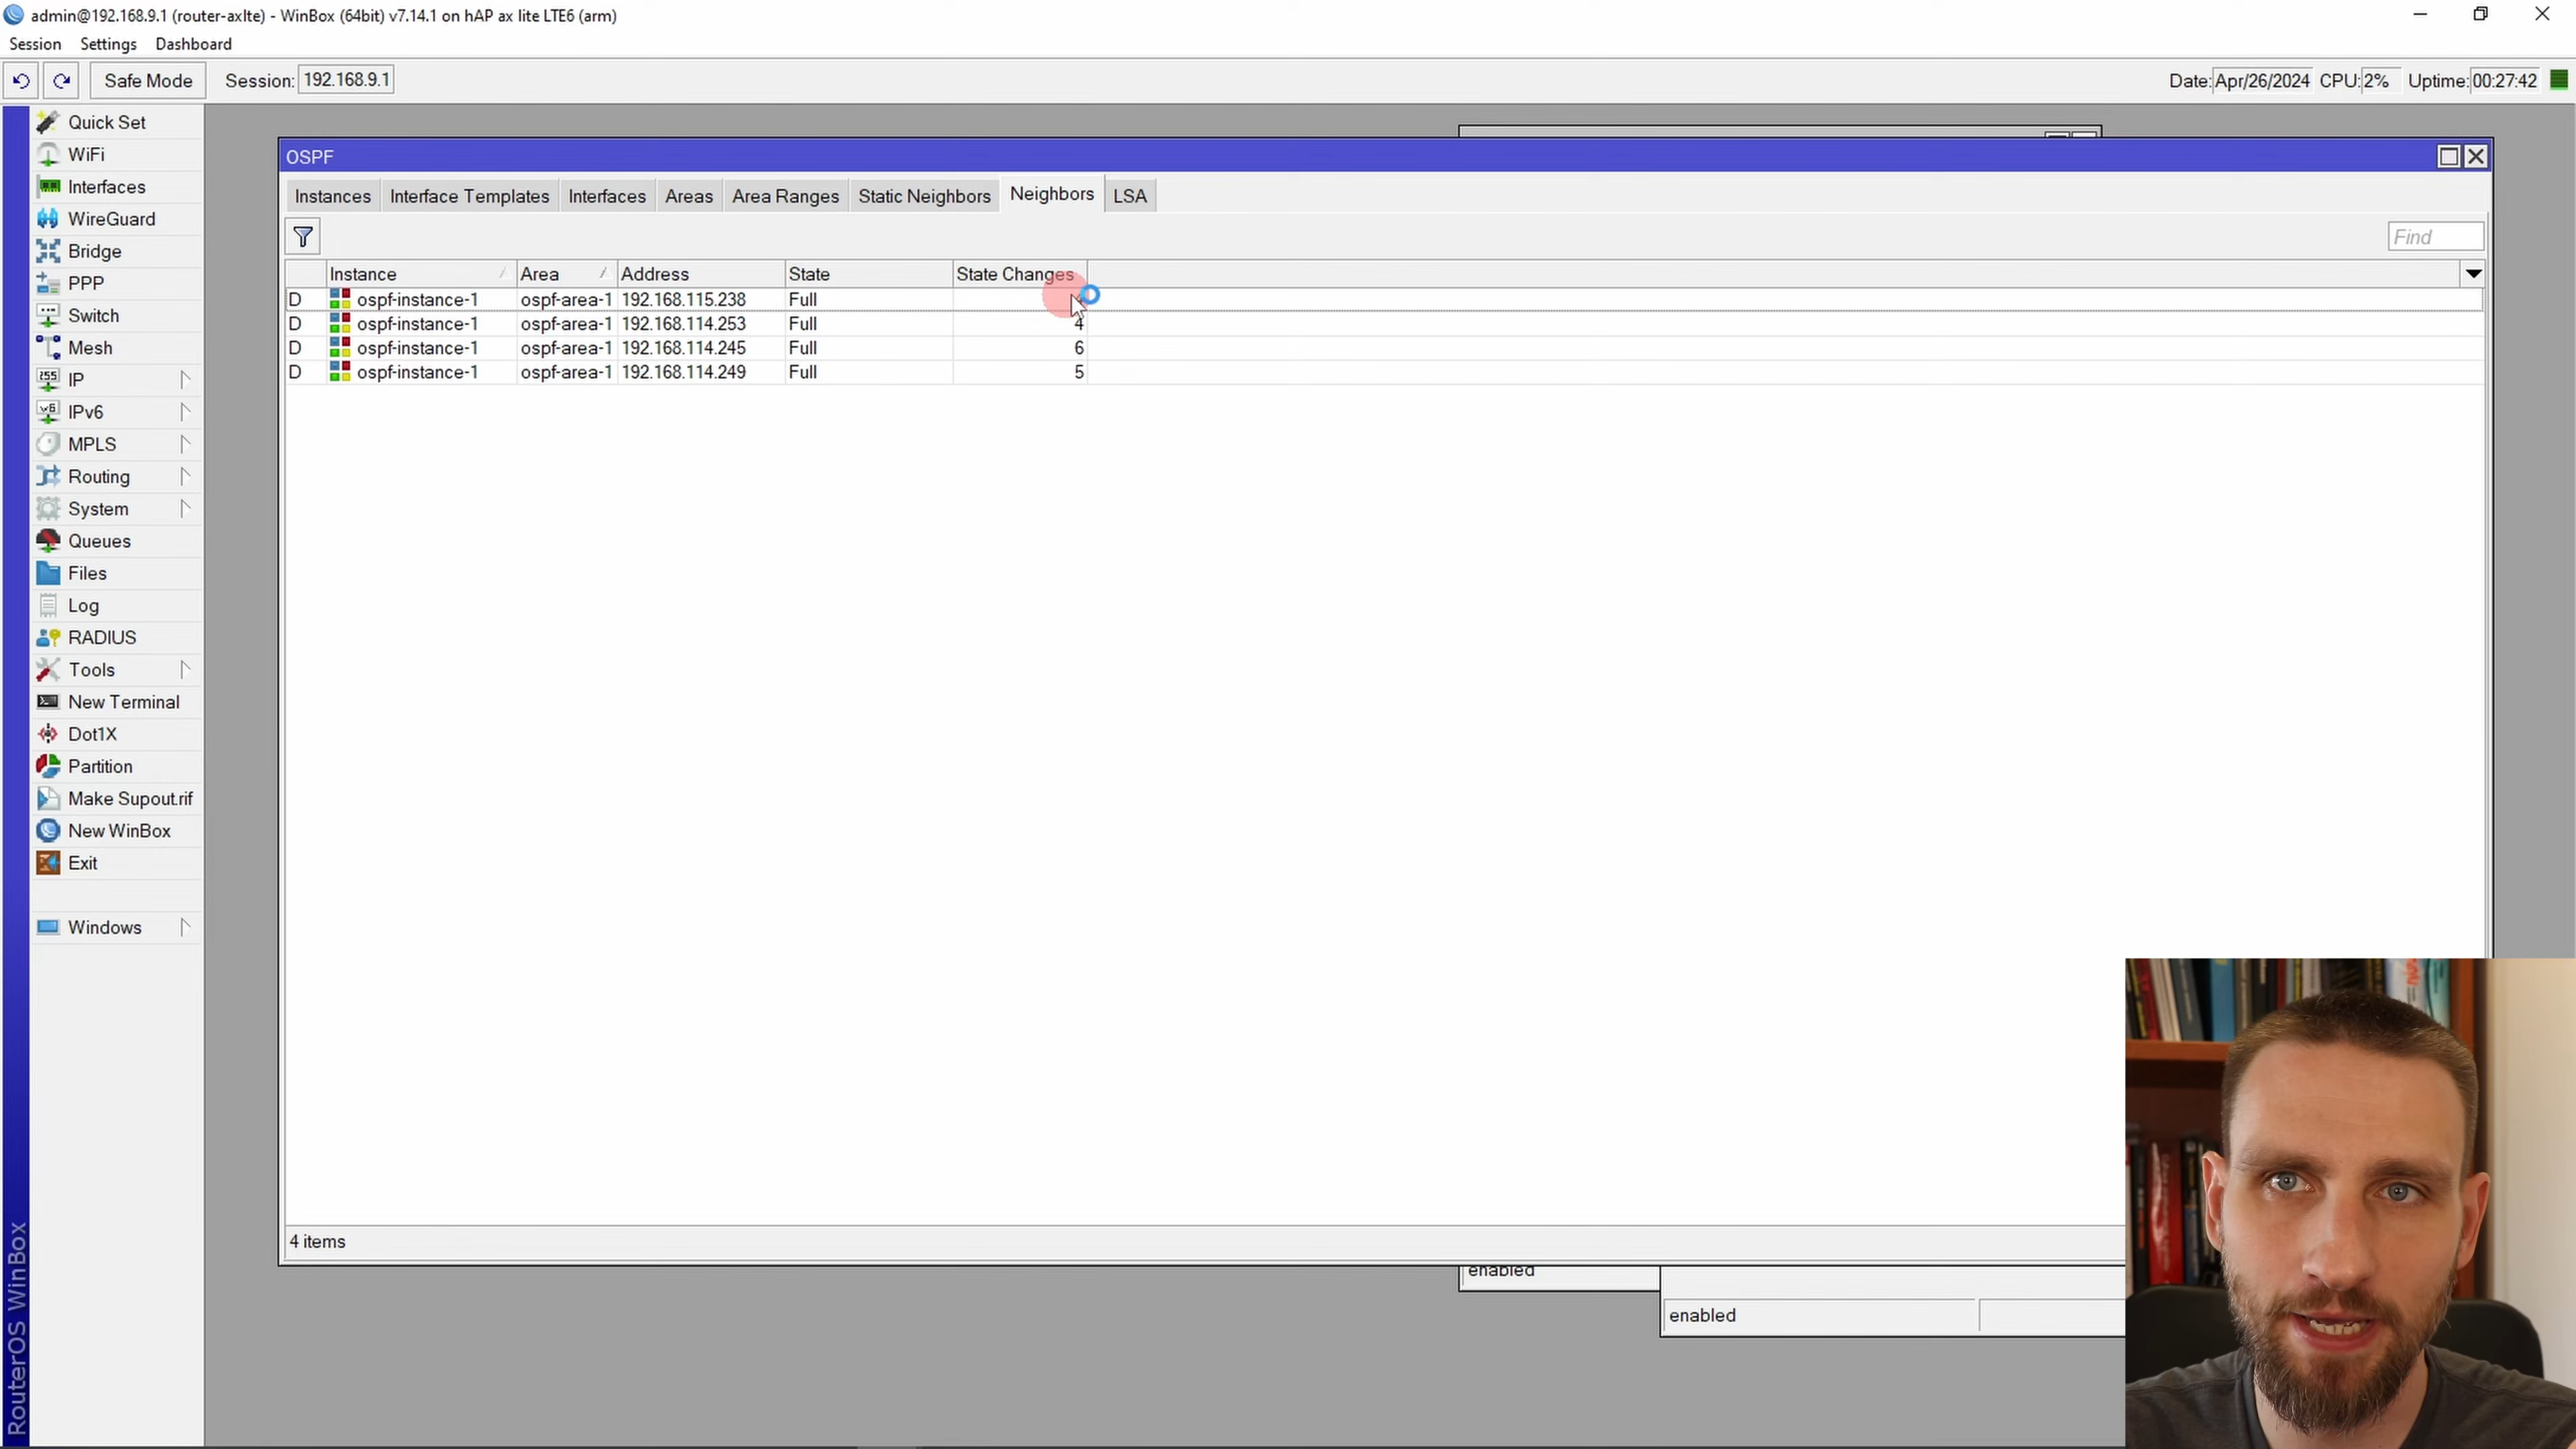 admin@192.168.9.1 (router-axlte) - WinBox (64bit) v7.14.1 on hAP ax lite LTE6 (arm)
Session Settings Dashboard
Safe Mode Session: 192.168.9.1 Date: Apr/26/2024 CPU: 2% Uptime: 00:27:42
Quick Set
WiFi
Interfaces
WireGuard
Bridge
PPP
Switch
Mesh
IP
IPv6
MPLS
Routing
System
Queues
Files
Log
RADIUS
Tools
New Terminal
Dot1X
Partition
Make Supout.rif
New WinBox
Exit
Windows
RouterOS WinBox
OSPF
Instances Interface Templates Interfaces Areas Area Ranges Static Neighbors Neighbors LSA
Find
Instance Area Address State State Changes
D ospf-instance-1 ospf-area-1 192.168.115.238 Full
D ospf-instance-1 ospf-area-1 192.168.114.253 Full 4
D ospf-instance-1 ospf-area-1 192.168.114.245 Full 6
D ospf-instance-1 ospf-area-1 192.168.114.249 Full 5
4 items
enabled
enabled